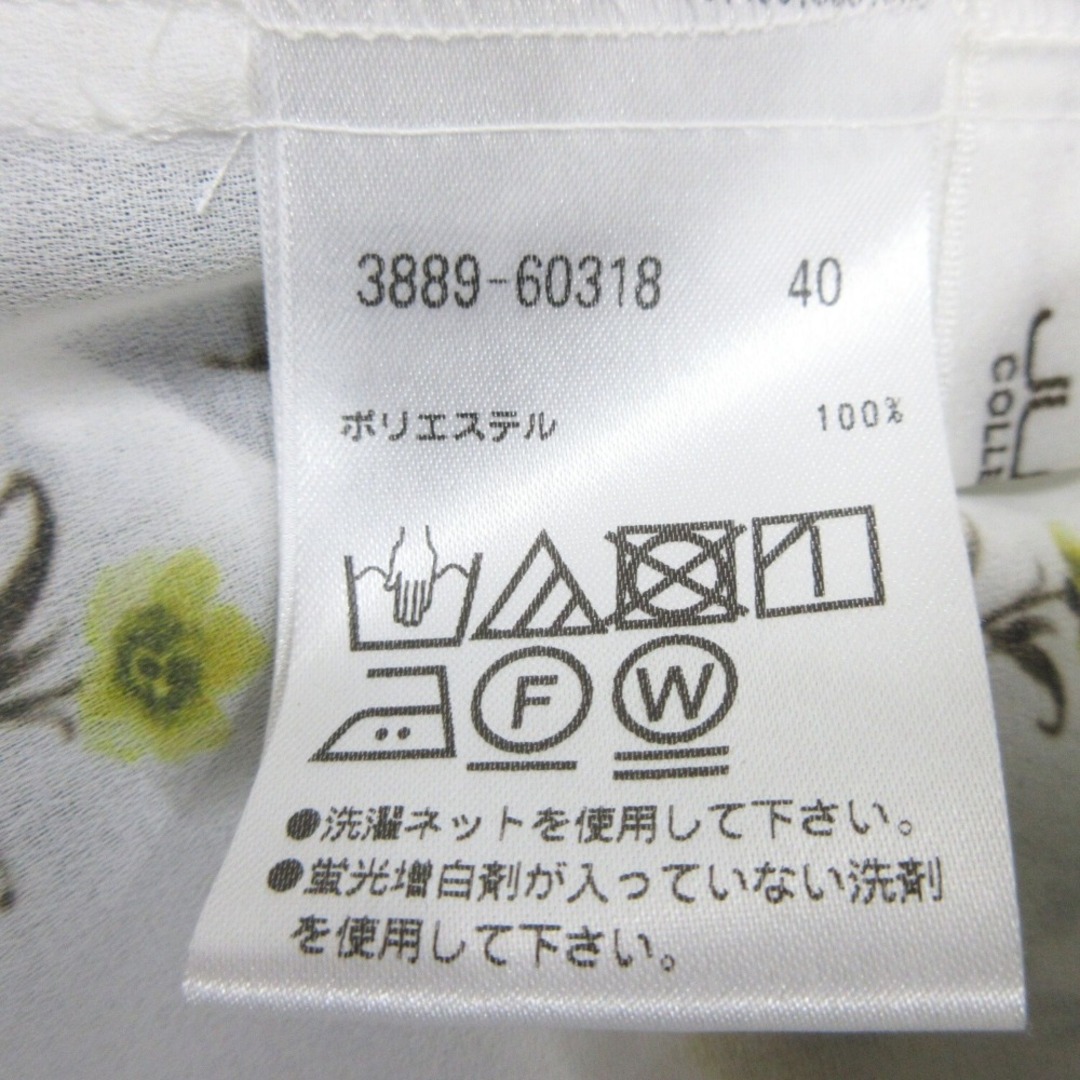 3889-60318 40
ポリエステル 100%
F W
●洗濯ネットを使用して下さい。
●蛍光増白剤が入っていない洗剤
を使用して下さい。